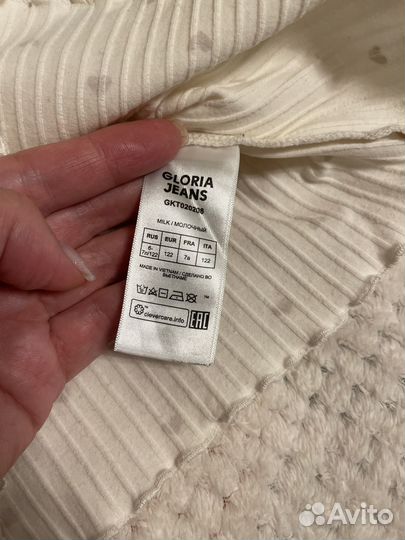 GLORIA
JEANS
GKT020208
MILK / МОЛОЧНЫЙ
RUS EUR FRA ITA
6-7л/122 122 7a 122
MADE IN VIETNAM / СДЕЛАНО ВО
ВЬЕТНАМЕ
clevercare.info
EAC
Avito